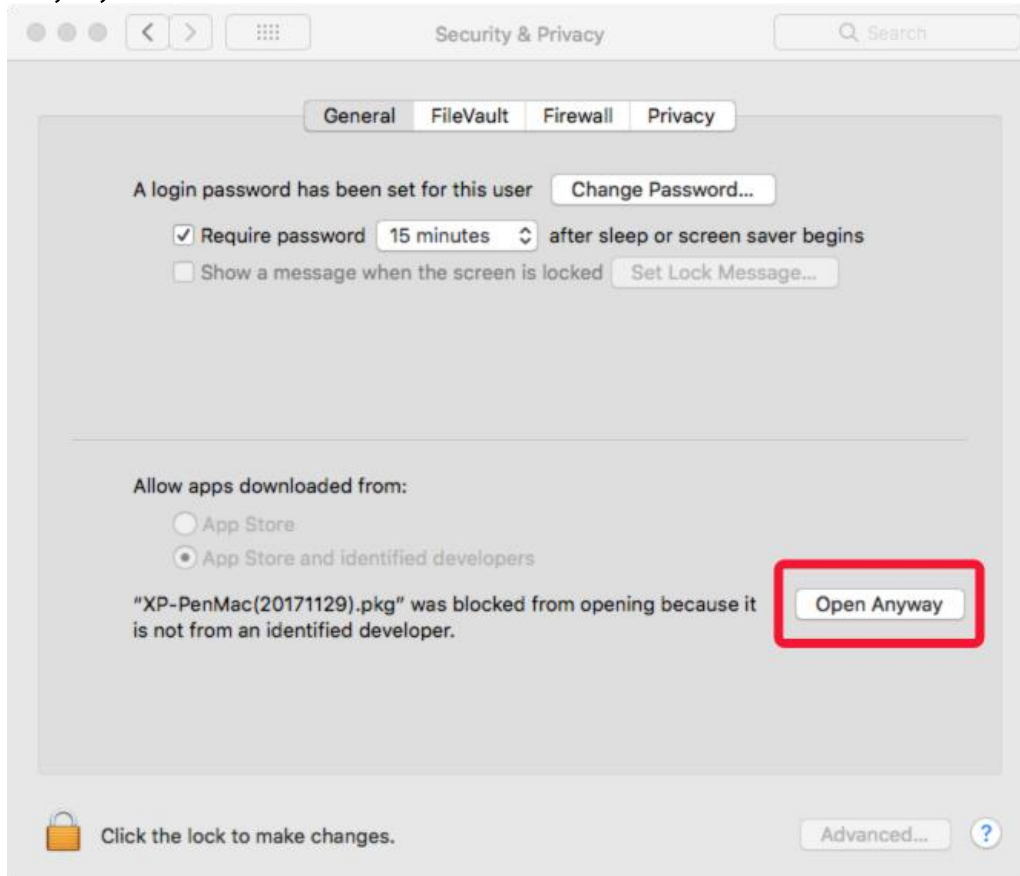 Security & Privacy
Search
General FileVault Firewall Privacy
A login password has been set for this user Change Password...
Require password 15 minutes after sleep or screen saver begins
Show a message when the screen is locked Set Lock Message...
Allow apps downloaded from:
App Store
App Store and identified developers
“XP-PenMac(20171129).pkg” was blocked from opening because it Open Anyway
is not from an identified developer.
Click the lock to make changes. Advanced... ?